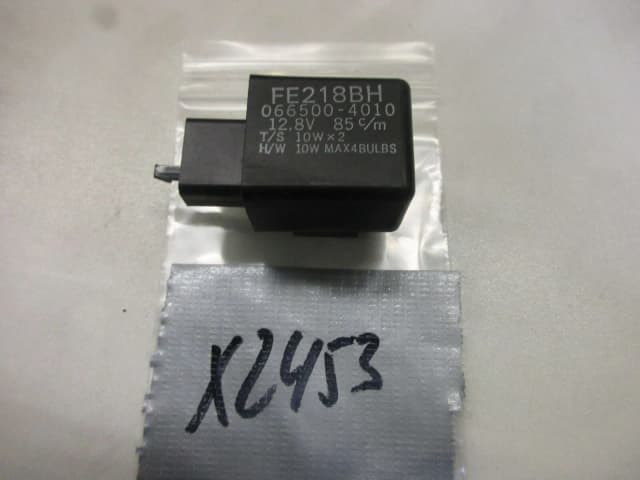 FE218BH
066500-4010
12.8V 85 c/m
T/S 10W×2
H/W 10W MAX4BULBS
X2453